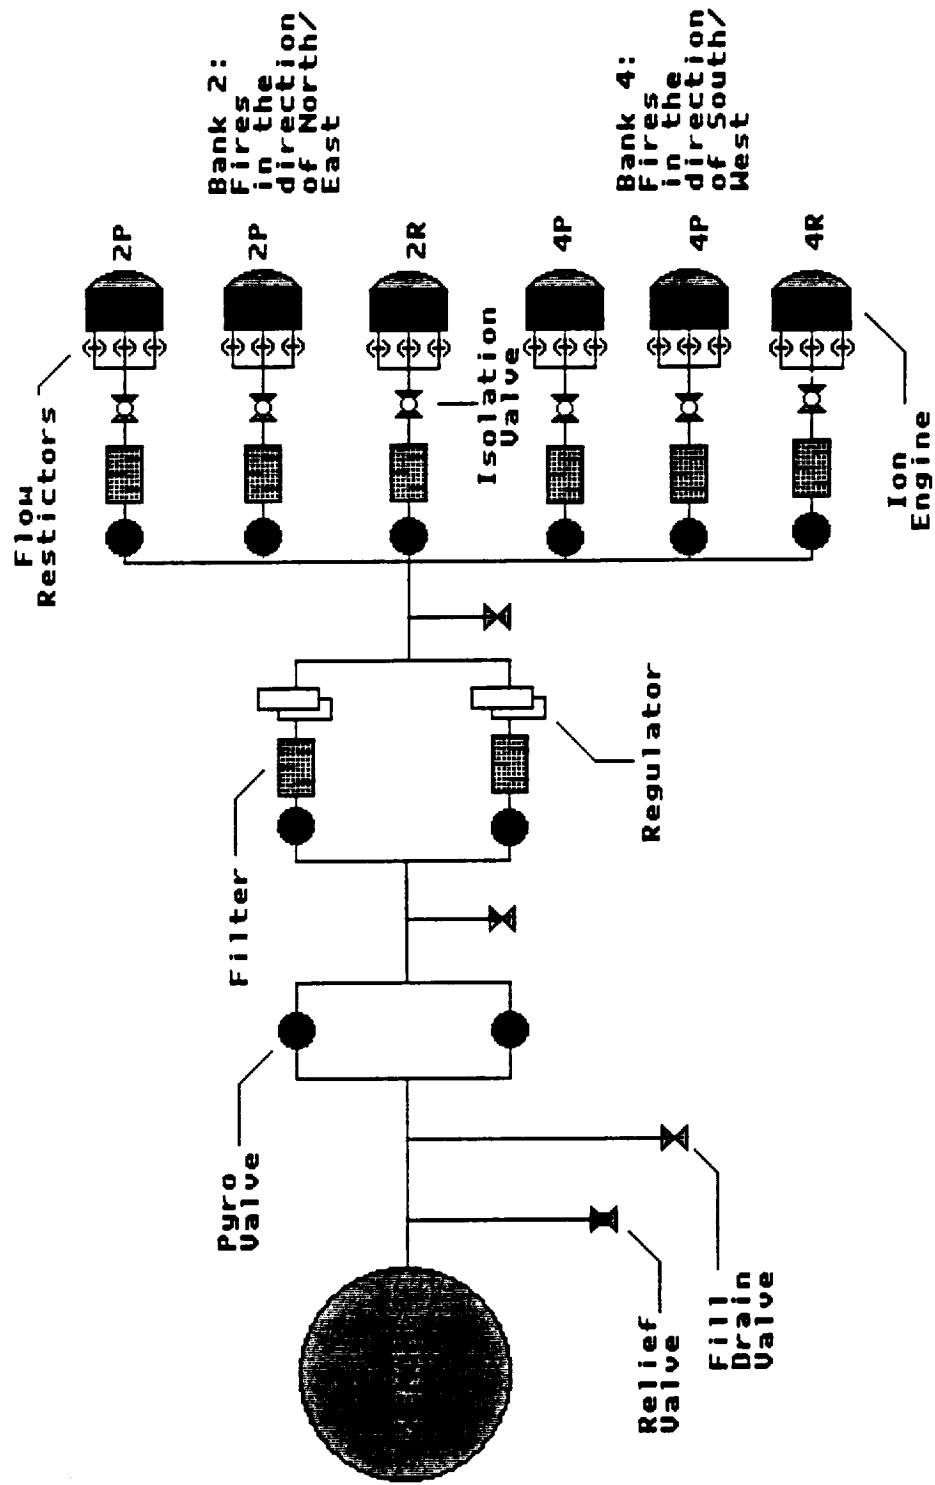 Flow
Restictors
2P
2P
2R
4P
4P
4R
Bank 2:
Fires
in the
direction
of North/
East
Bank 4:
Fires
in the
direction
of South/
West
Isolation
Valve
Ion
Engine
Filter
Regulator
Pyro
Valve
Relief
Valve
Fill
Drain
Valve